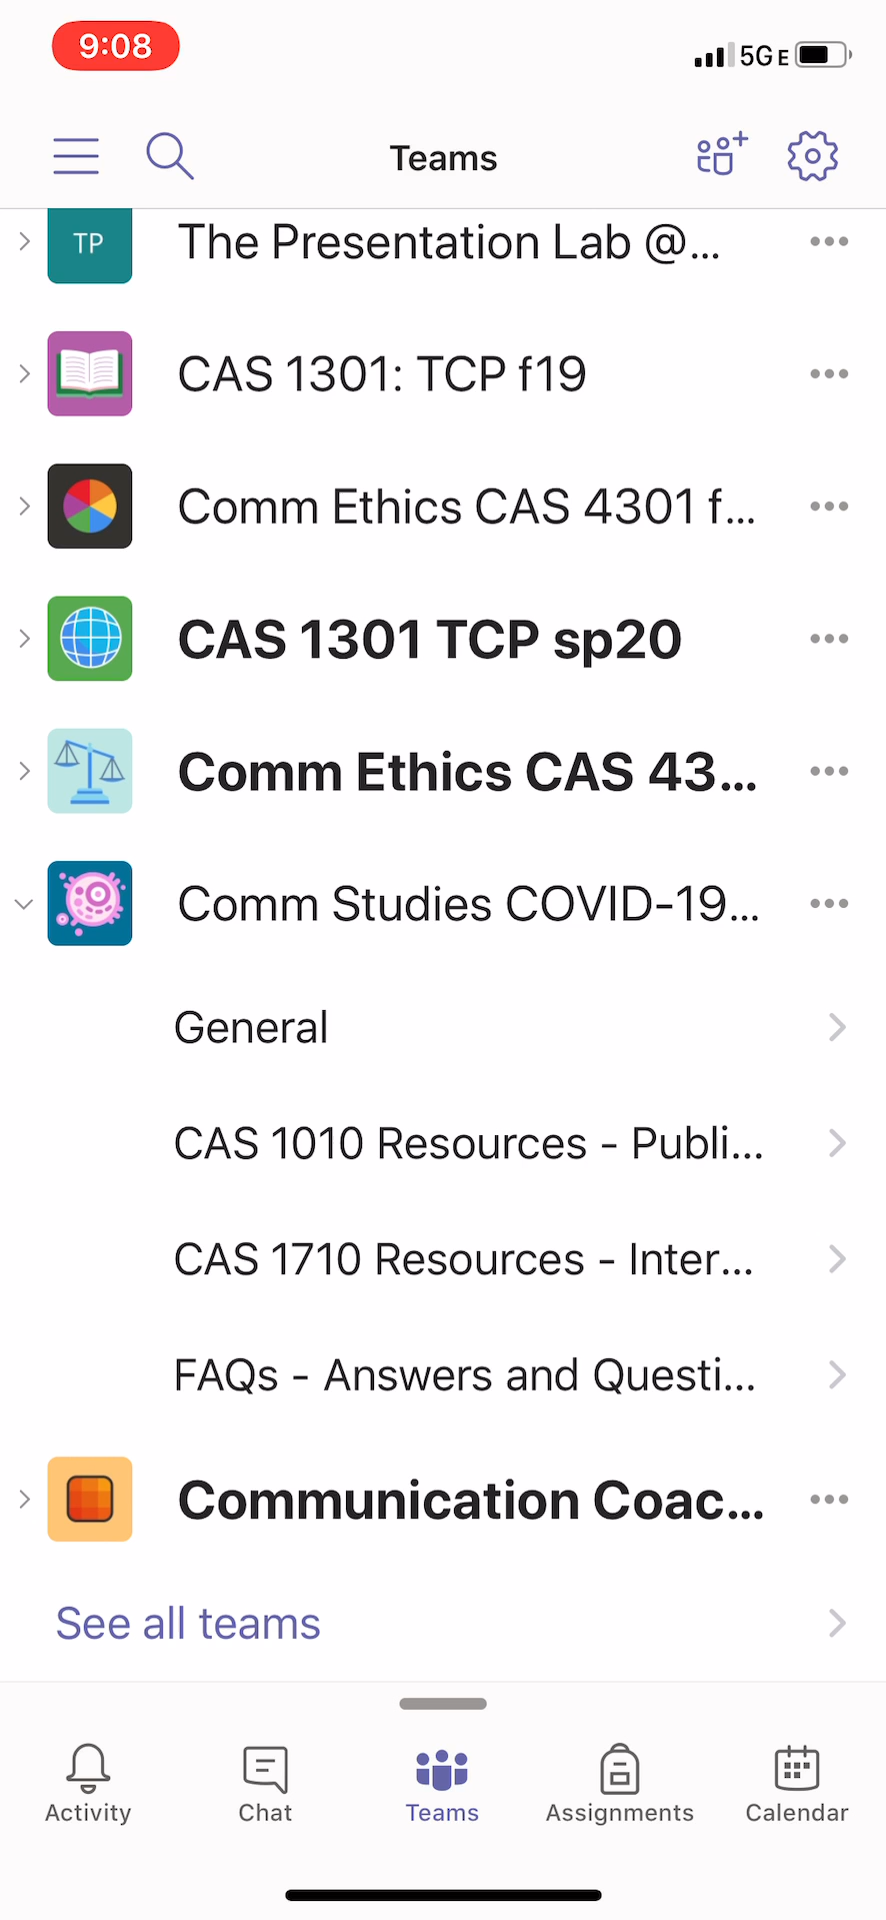 9:08
5GE
Teams
TP
The Presentation Lab @...
CAS 1301: TCP f19
Comm Ethics CAS 4301 f...
CAS 1301 TCP sp20
Comm Ethics CAS 43...
Comm Studies COVID-19...
General
CAS 1010 Resources - Publi...
CAS 1710 Resources - Inter...
FAQs - Answers and Questi...
Communication Coac...
See all teams
Activity
Chat
Teams
Assignments
Calendar